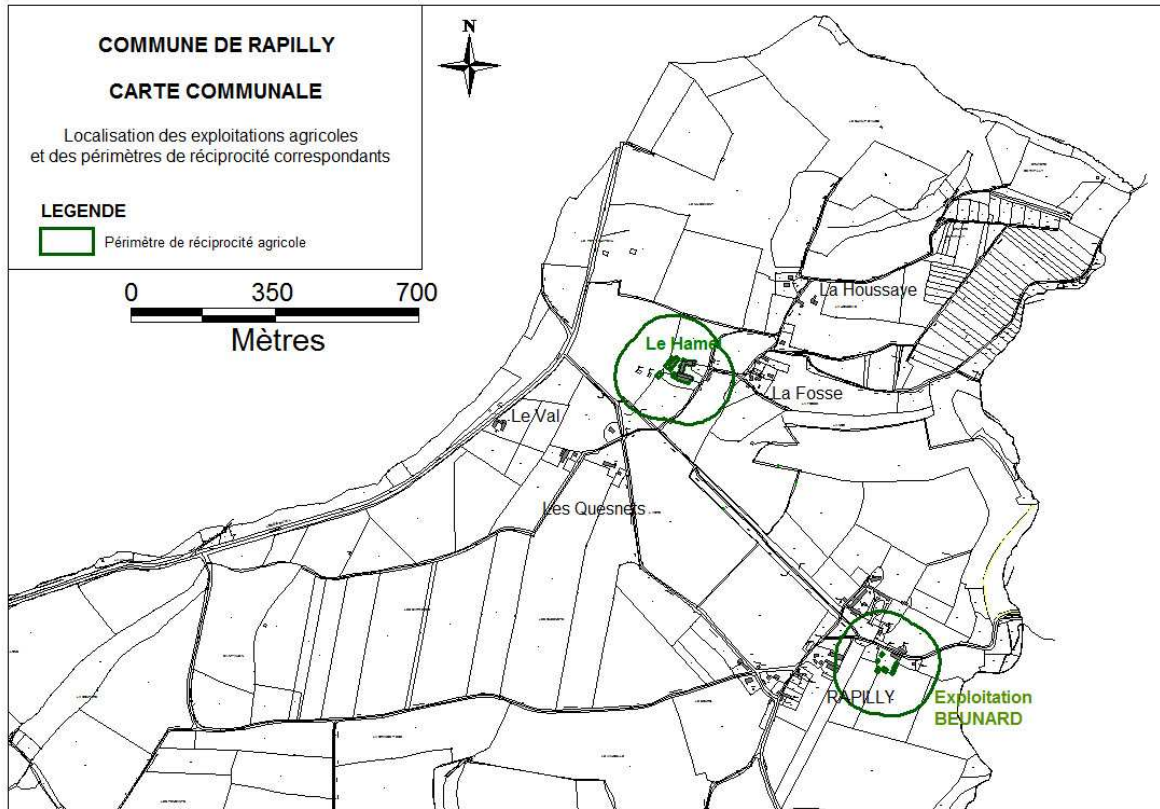 COMMUNE DE RAPILLY
CARTE COMMUNALE
Localisation des exploitations agricoles
et des périmètres de réciprocité correspondants
LEGENDE
Périmètre de réciprocité agricole
N
0 350 700
Mètres
La Houssaye
Le Hamel
La Fosse
Le Val
Les Quesnets
RAPILLY
Exploitation
BEUNARD